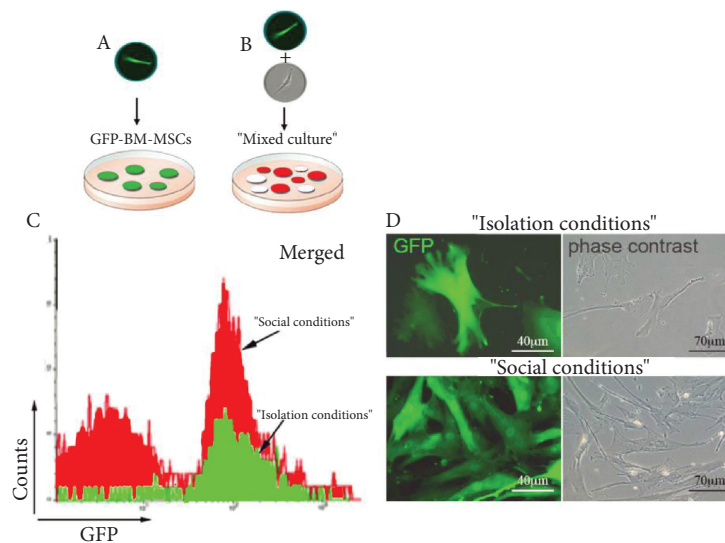 A
B
+
GFP-BM-MSCs
"Mixed culture"
C
Merged
"Social conditions"
"Isolation conditions"
Counts
GFP
D
"Isolation conditions"
GFP
phase contrast
40μm
70μm
"Social conditions"
40μm
70μm